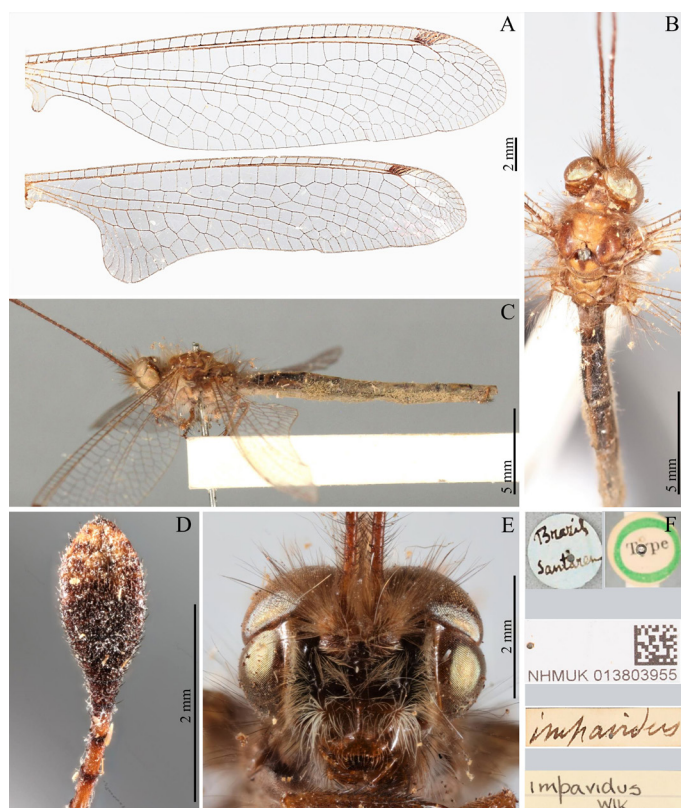 A
2 mm
B
C
5 mm
5 mm
D
2 mm
E
2 mm
F
Brazil
Santarem
Type
NHMUK 013803955
impavidus
impavidus
Wlk